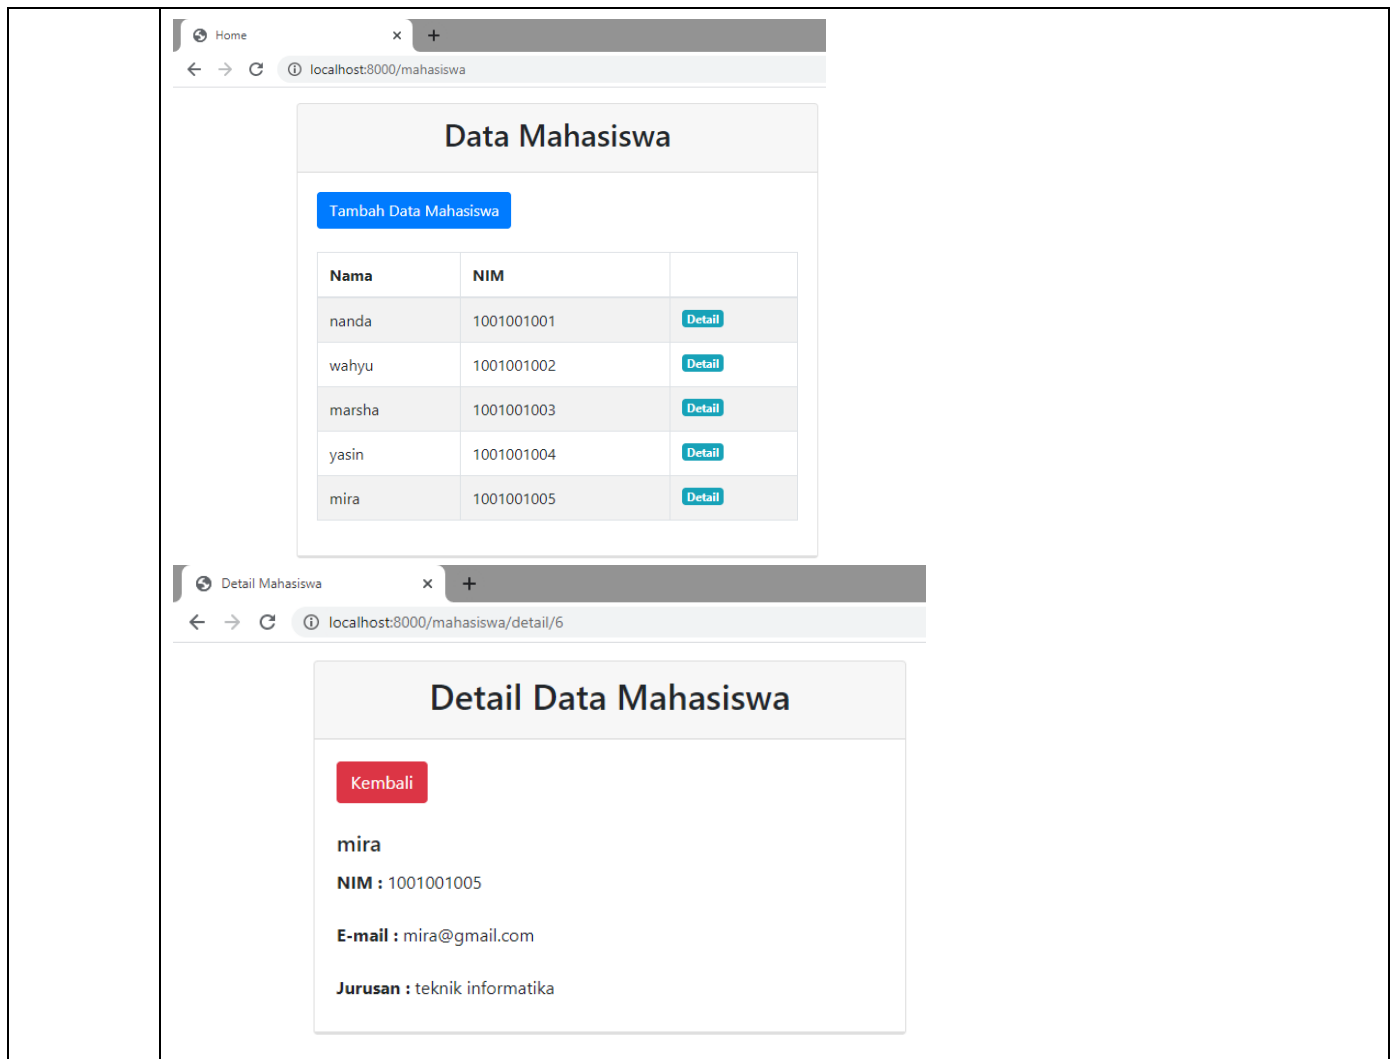 Home
localhost:8000/mahasiswa
Data Mahasiswa
Tambah Data Mahasiswa
Nama NIM
nanda 1001001001 Detail
wahyu 1001001002 Detail
marsha 1001001003 Detail
yasin 1001001004 Detail
mira 1001001005 Detail
Detail Mahasiswa
localhost:8000/mahasiswa/detail/6
Detail Data Mahasiswa
Kembali
mira
NIM : 1001001005
E-mail : mira@gmail.com
Jurusan : teknik informatika